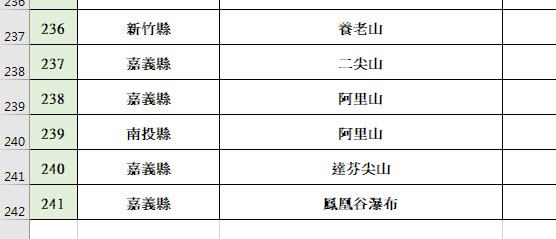 236
237 236 新竹縣 養老山
238 237 嘉義縣 二尖山
239 238 嘉義縣 阿里山
240 239 南投縣 阿里山
241 240 嘉義縣 達芬尖山
242 241 嘉義縣 鳳凰谷瀑布